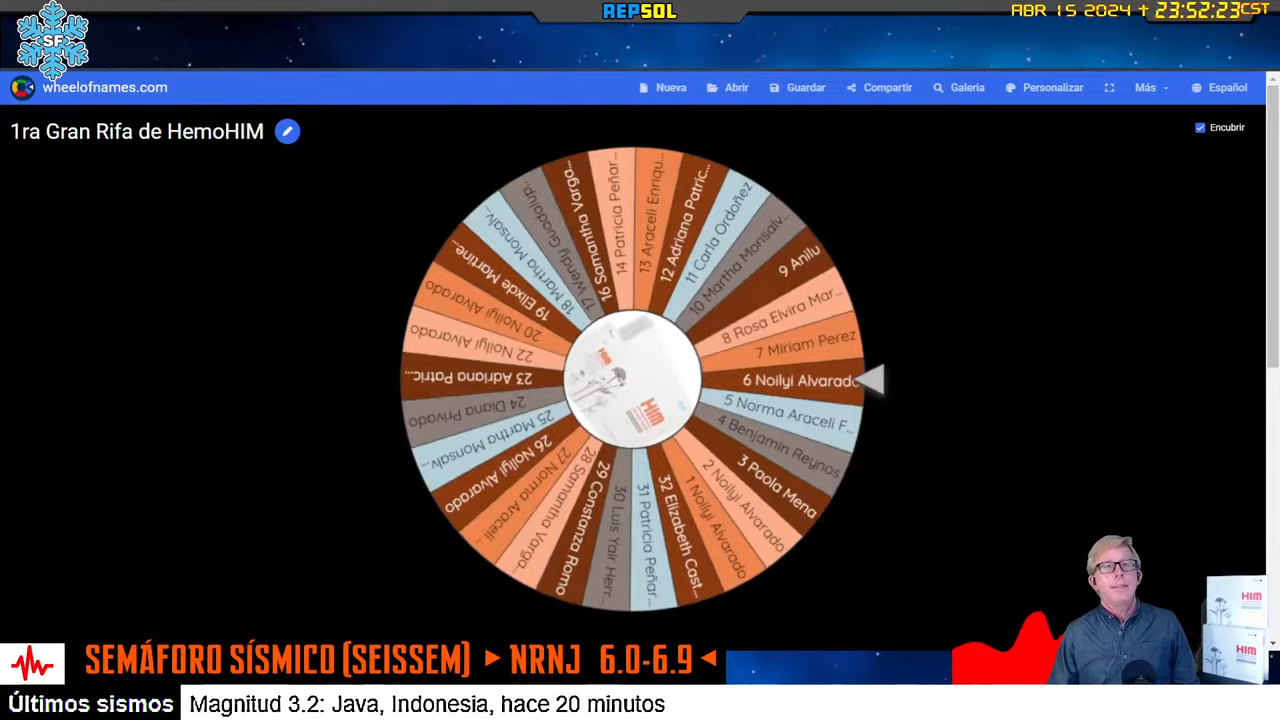 REPSOL
ABR 15 2024 † 23:52:23 CST
SF
wheelofnames.com
Nueva
Abrir
Guardar
Compartir
Galeria
Personalizar
Más
Español
1ra Gran Rifa de HemoHIM
Encubrir
14 Patricia Peñar...
13 Araceli Enriqu...
12 Adriana Patric...
11 Carla Ordoñez
10 Martha Monsalv...
9 Anilu
8 Rosa Elvira Mar...
7 Miriam Perez
6 Noilyi Alvarado
5 Norma Araceli F...
4 Benjamin Reynos
3 Paola Mena
2 Noilyi Alvarado
1 Noilyi Alvarado
32 Elizabeth Cast...
31 Patricia Peñar...
30 Luis Yair Herr...
29 Constanza Romo
28 Samantha Varga...
27 Norma Araceli ...
26 Noilyi Alvarado
25 Martha Monsalv...
24 Diana Privado
23 Adriana Patric...
22 Noilyi Alvarado
20 Noilyi Alvarado
19 Elixde Martine...
18 Martha Monsalv...
17 Wendy Guadalup...
16 Samantha Varga...
HIM
HIM
HIM
HIM
SEMÁFORO SÍSMICO (SEISSEM) ► NRNJ 6.0-6.9 ◄
Últimos sismos
Magnitud 3.2: Java, Indonesia, hace 20 minutos